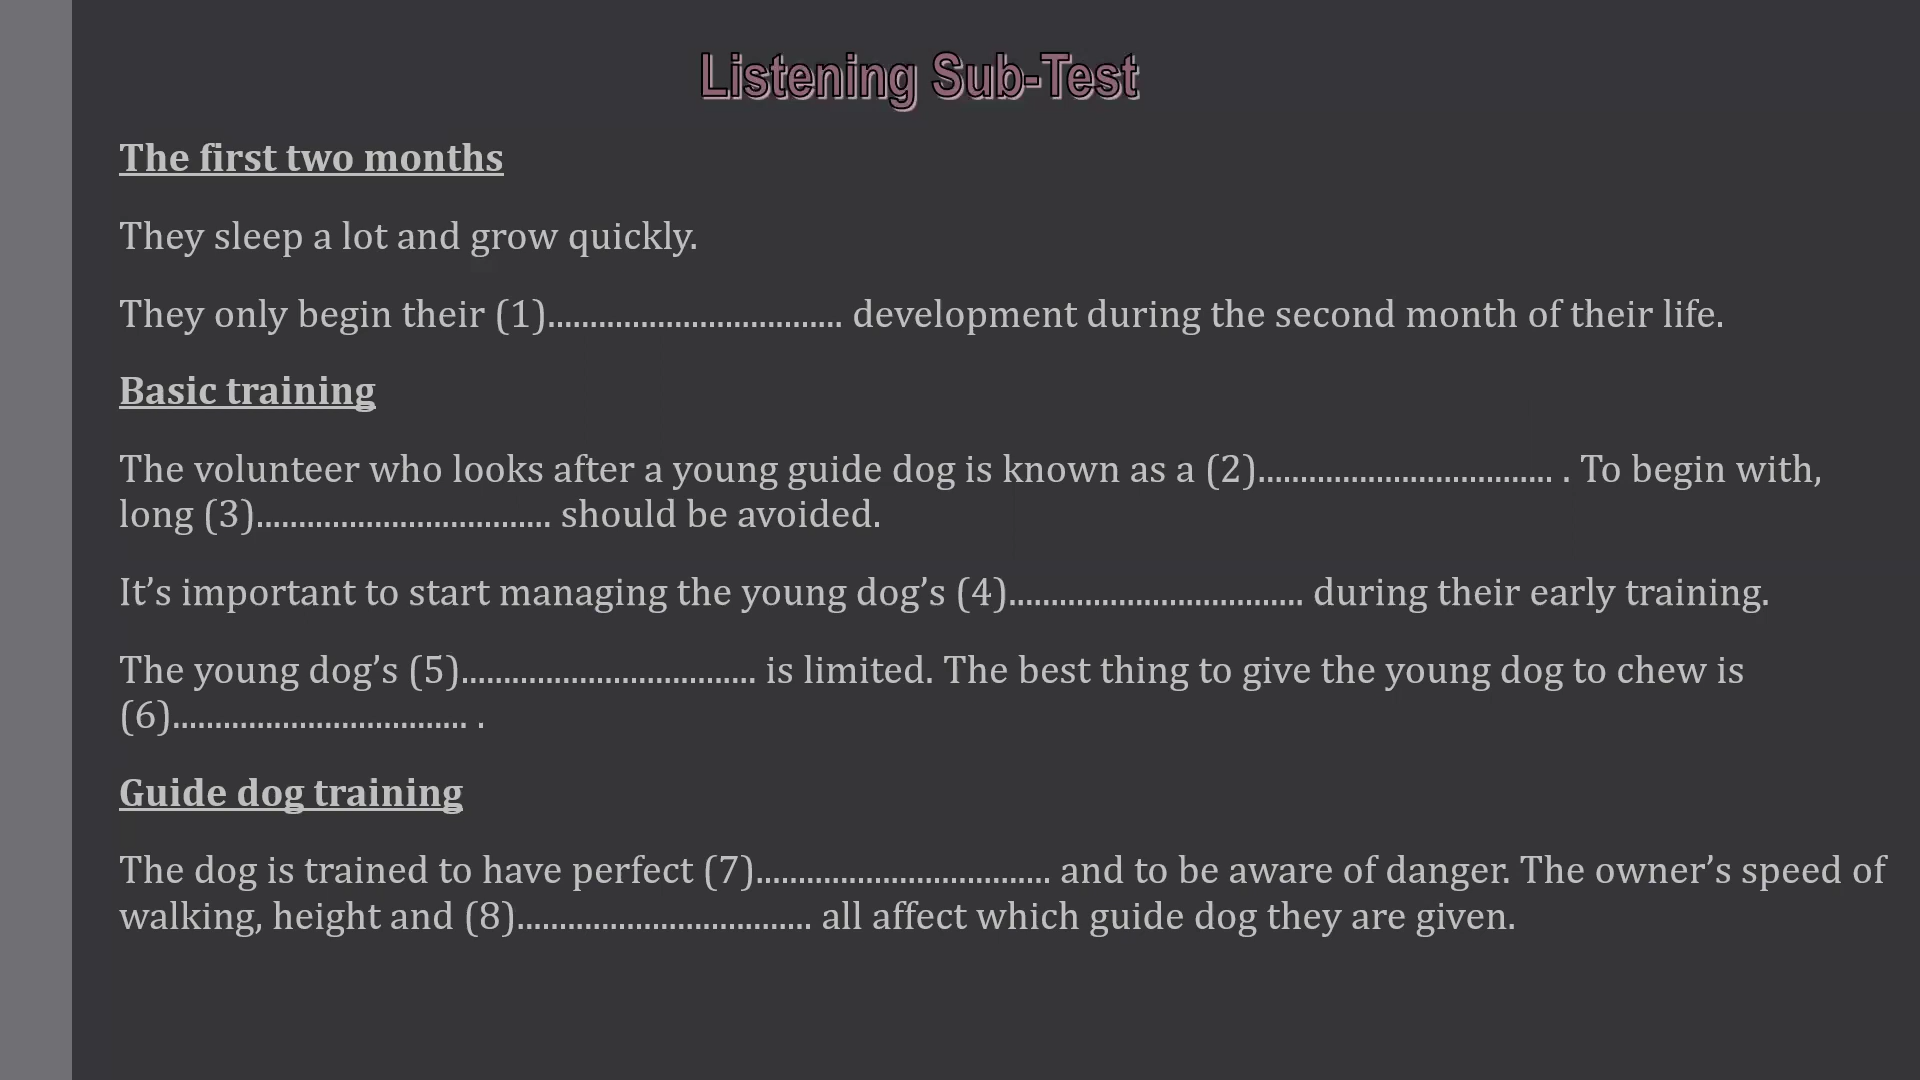 Listening Sub-Test
The first two months
They sleep a lot and grow quickly.
They only begin their (1)................................... development during the second month of their life.
Basic training
The volunteer who looks after a young guide dog is known as a (2)................................... . To begin with,
long (3)................................... should be avoided.
It’s important to start managing the young dog’s (4)................................... during their early training.
The young dog’s (5)................................... is limited. The best thing to give the young dog to chew is
(6)................................... .
Guide dog training
The dog is trained to have perfect (7)................................... and to be aware of danger. The owner’s speed of
walking, height and (8)................................... all affect which guide dog they are given.